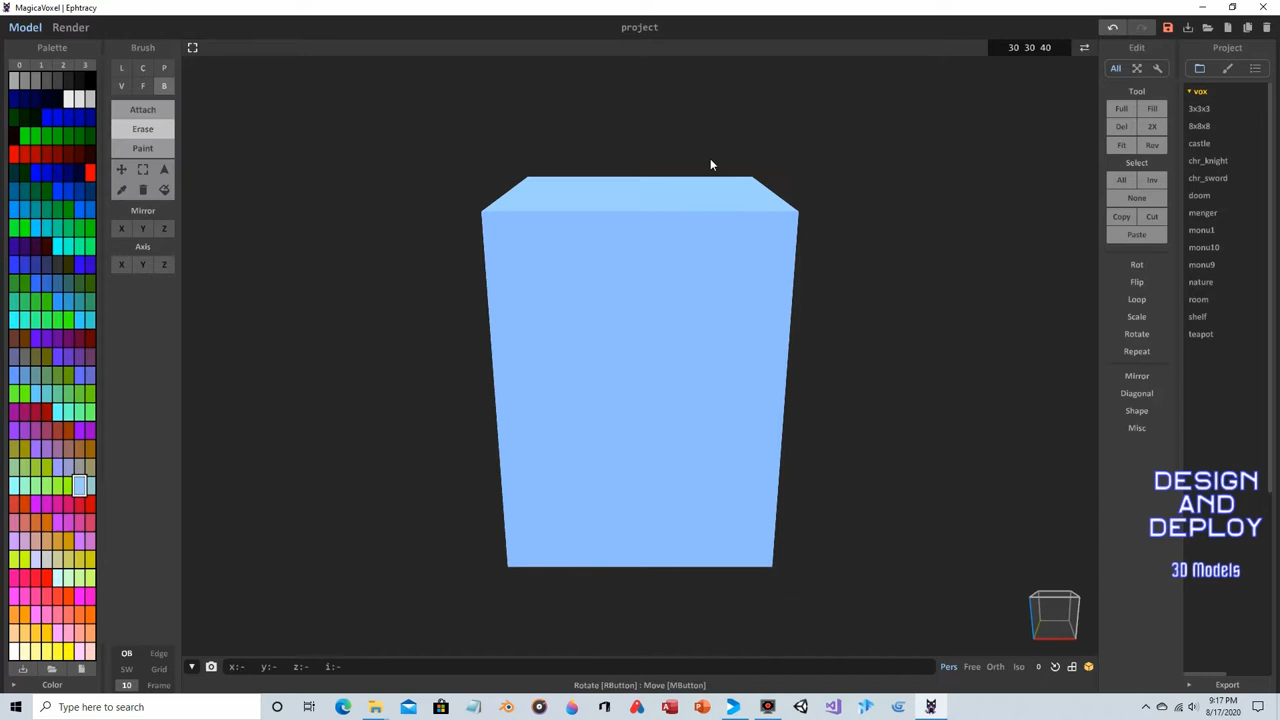 MagicaVoxel | Ephtracy
Model Render
project
Palette
Brush
30 30 40
Edit
Project
0 1 2 3
L C P
V F B
All
vox
Attach
Erase
Paint
Tool
Full Fill
Del 2X
Fit Rev
3x3x3
8x8x8
castle
chr_knight
chr_sword
doom
menger
monu1
monu10
monu9
nature
room
shelf
teapot
Select
All Inv
None
Copy Cut
Paste
Mirror
X Y Z
Axis
X Y Z
Rot
Flip
Loop
Scale
Rotate
Repeat
Mirror
Diagonal
Shape
Misc
DESIGN
AND
DEPLOY
3D Models
OB Edge
SW Grid
10 Frame
x:- y:- z:- i:-
Pers Free Orth Iso 0
Color
Rotate [RButton] : Move [MButton]
Export
Type here to search
9:17 PM
8/17/2020